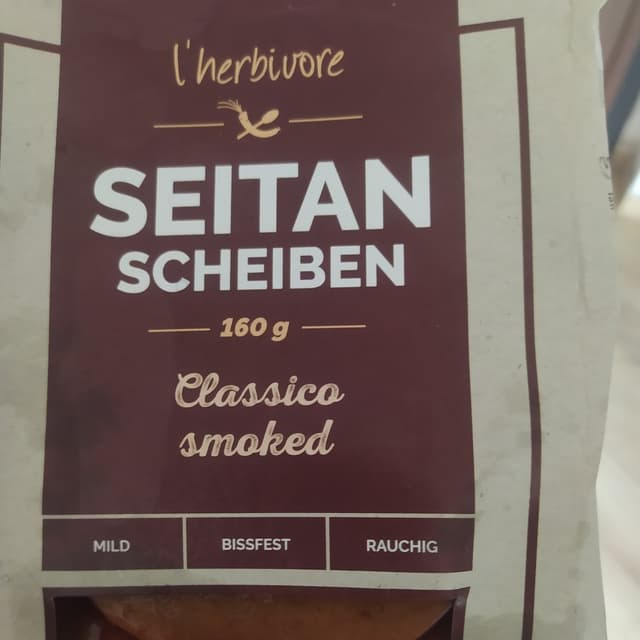 l'herbivore
SEITAN
SCHEIBEN
160 g
Classico
smoked
MILD BISSFEST RAUCHIG